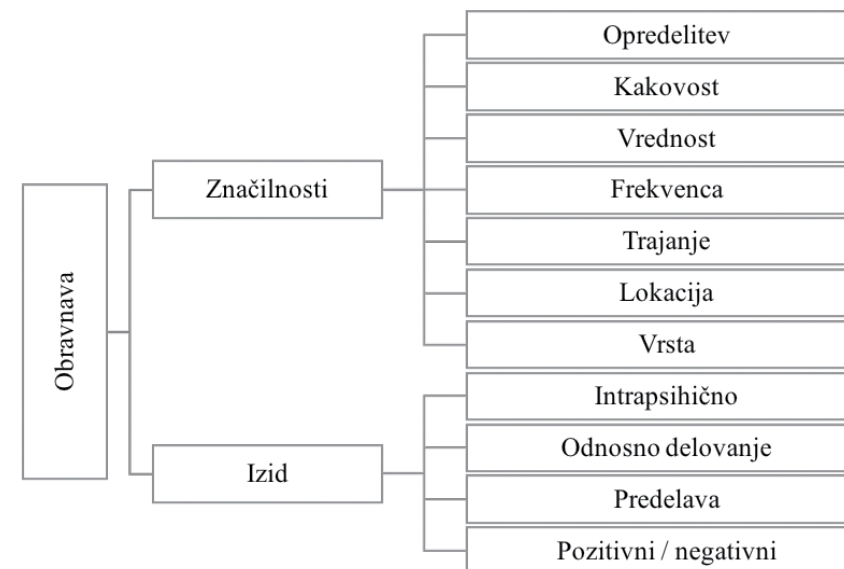 Obravnava
Značilnosti
Opredelitev
Kakovost
Vrednost
Frekvenca
Trajanje
Lokacija
Vrsta
Izid
Intrapsihično
Odnosno delovanje
Predelava
Pozitivni / negativni